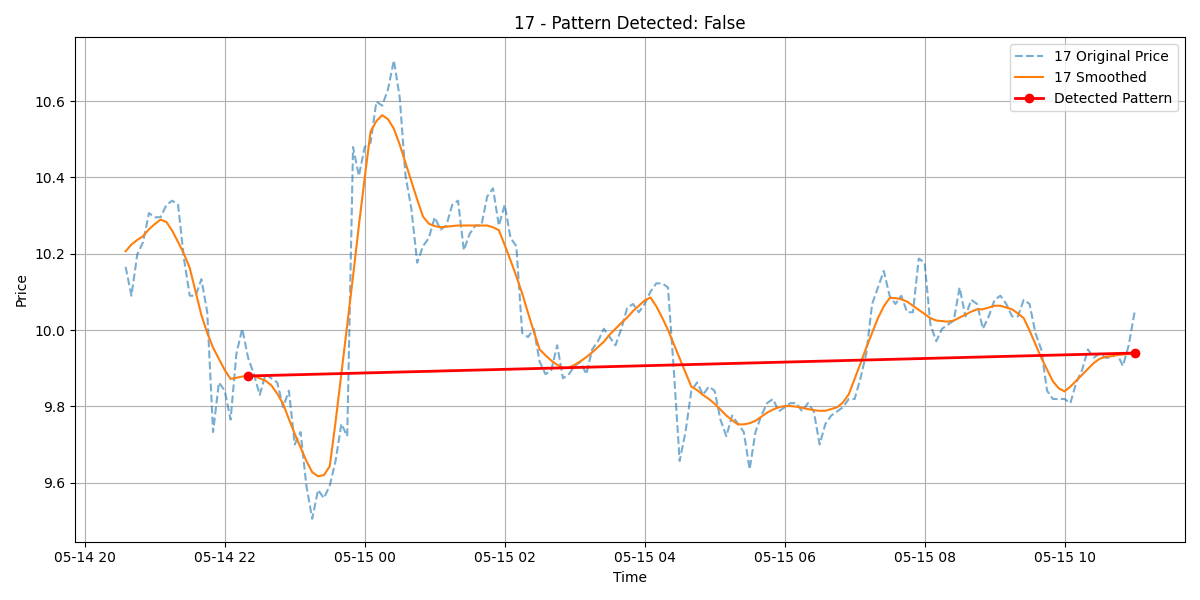 17 - Pattern Detected: False
17 Original Price
17 Smoothed
Detected Pattern
Price
10.6
10.4
10.2
10.0
9.8
9.6
05-14 20
05-14 22
05-15 00
05-15 02
05-15 04
05-15 06
05-15 08
05-15 10
Time